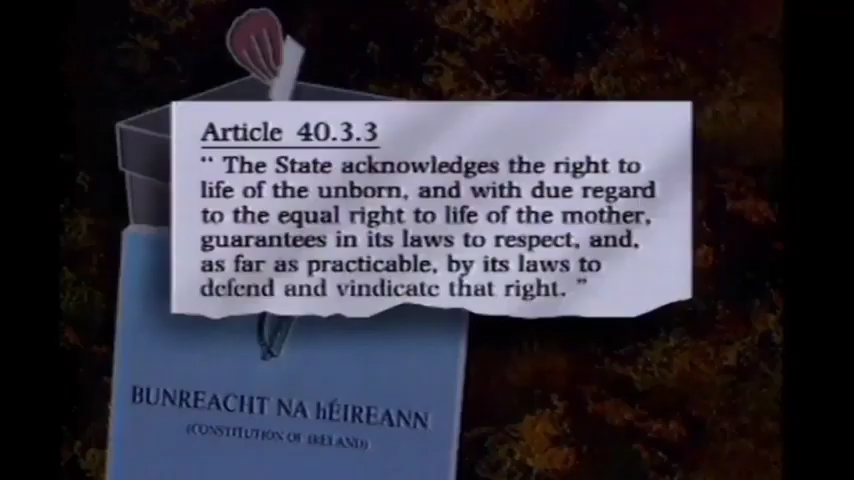 Article 40.3.3
“ The State acknowledges the right to
life of the unborn, and with due regard
to the equal right to life of the mother,
guarantees in its laws to respect, and,
as far as practicable, by its laws to
defend and vindicate that right. ”
BUNREACHT NA hÉIREANN
(CONSTITUTION OF IRELAND)